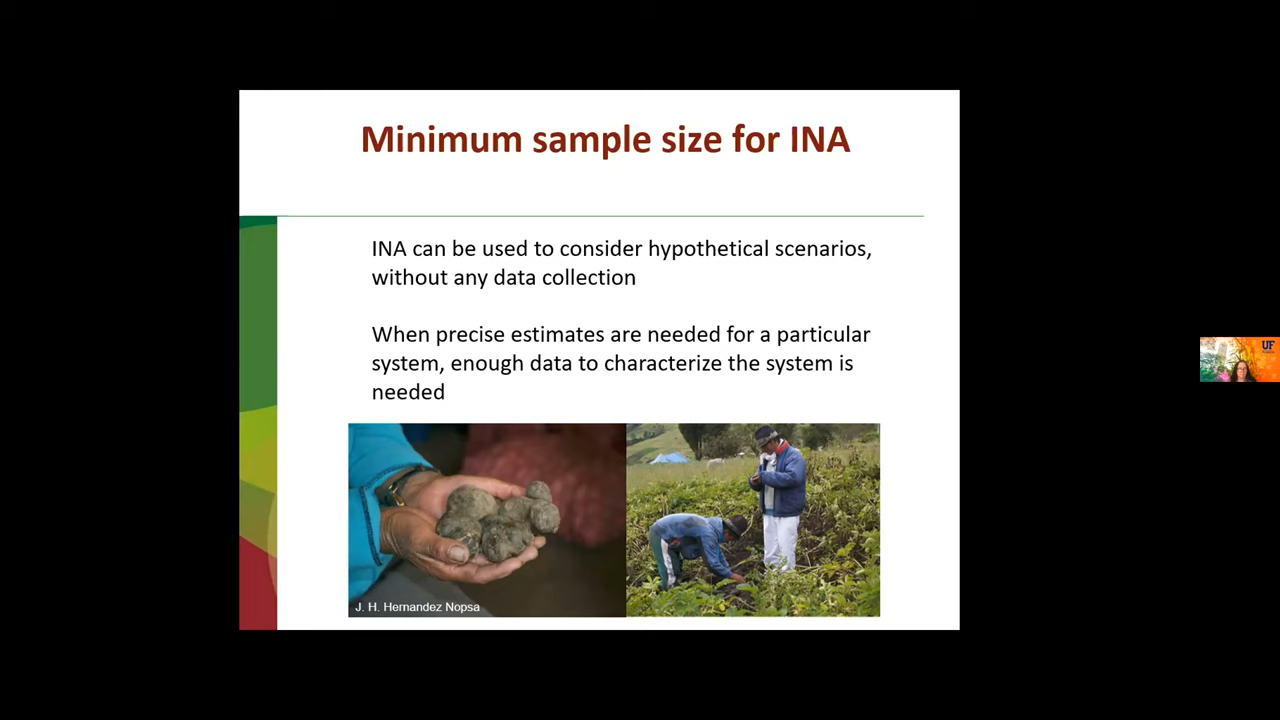 Minimum sample size for INA
INA can be used to consider hypothetical scenarios,
without any data collection
When precise estimates are needed for a particular
system, enough data to characterize the system is
needed
J. H. Hernandez Nopsa
UF